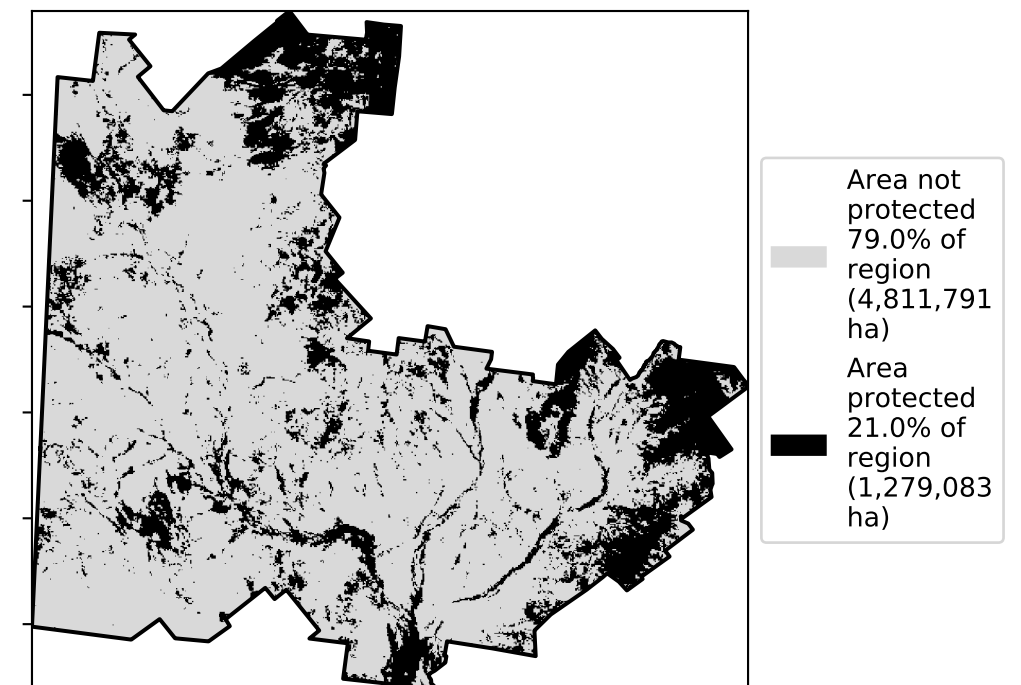 Area not
protected
79.0% of
region
(4,811,791
ha)
Area
protected
21.0% of
region
(1,279,083
ha)